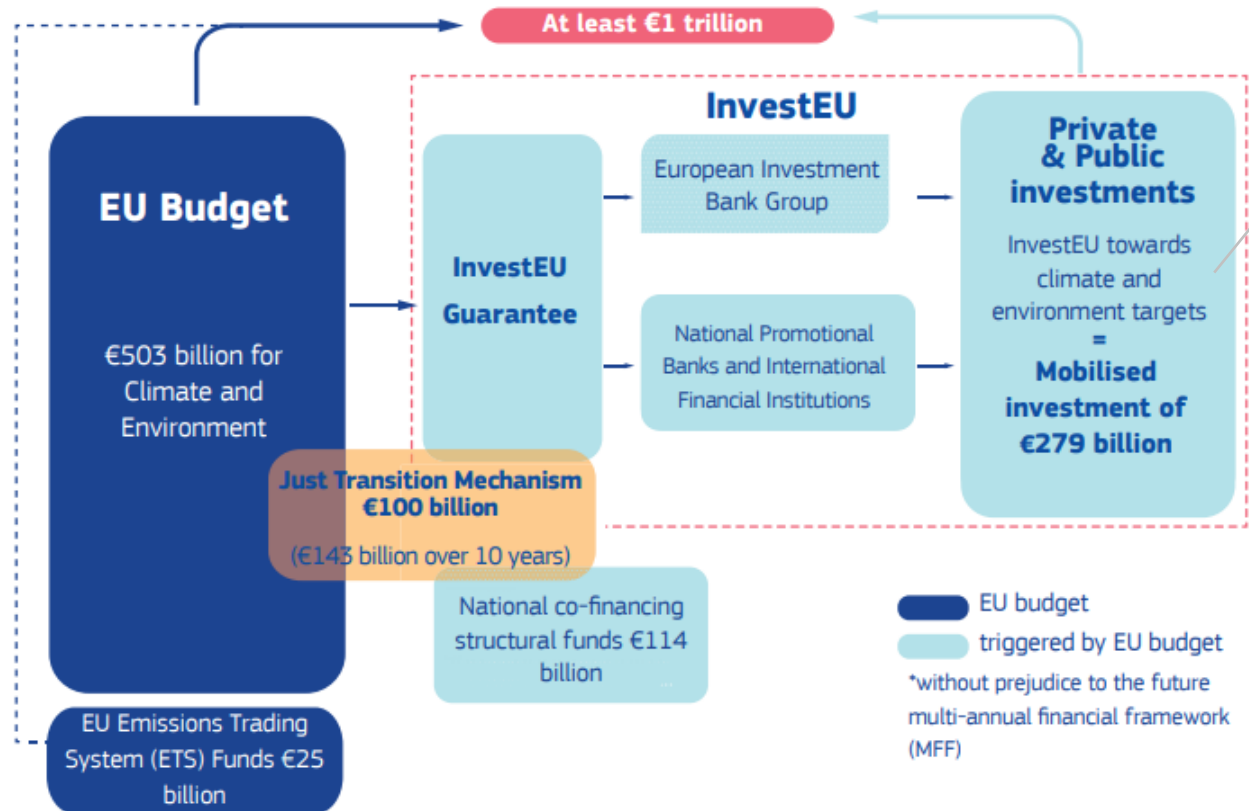 At least €1 trillion
EU Budget
€503 billion for
Climate and
Environment
InvestEU
InvestEU
Guarantee
European Investment
Bank Group
National Promotional
Banks and International
Financial Institutions
Private
& Public
investments
InvestEU towards
climate and
environment targets
=
Mobilised
investment of
€279 billion
Just Transition Mechanism
€100 billion
(€143 billion over 10 years)
National co-financing
structural funds €114
billion
...
EU Emissions Trading
System (ETS) Funds €25
billion
EU budget
triggered by EU budget
*without prejudice to the future
multi-annual financial framework
(MFF)